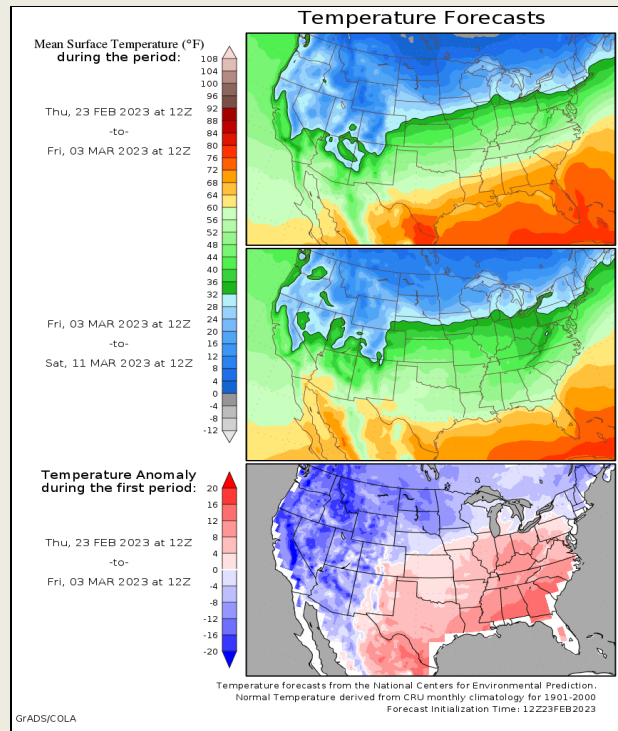 Temperature Forecasts
Mean Surface Temperature (°F)
during the period:
108
104
100
96
92
88
84
80
76
72
68
64
60
56
52
48
44
40
36
32
28
24
20
16
12
8
4
0
-4
-8
-12
Thu, 23 FEB 2023 at 12Z
-to-
Fri, 03 MAR 2023 at 12Z
Fri, 03 MAR 2023 at 12Z
-to-
Sat, 11 MAR 2023 at 12Z
Temperature Anomaly
during the first period:
20
16
12
8
4
0
-4
-8
-12
-16
-20
Thu, 23 FEB 2023 at 12Z
-to-
Fri, 03 MAR 2023 at 12Z
Temperature forecasts from the National Centers for Environmental Prediction.
Normal Temperature derived from CRU monthly climatology for 1901-2000
Forecast Initialization Time: 12Z23FEB2023
GrADS/COLA